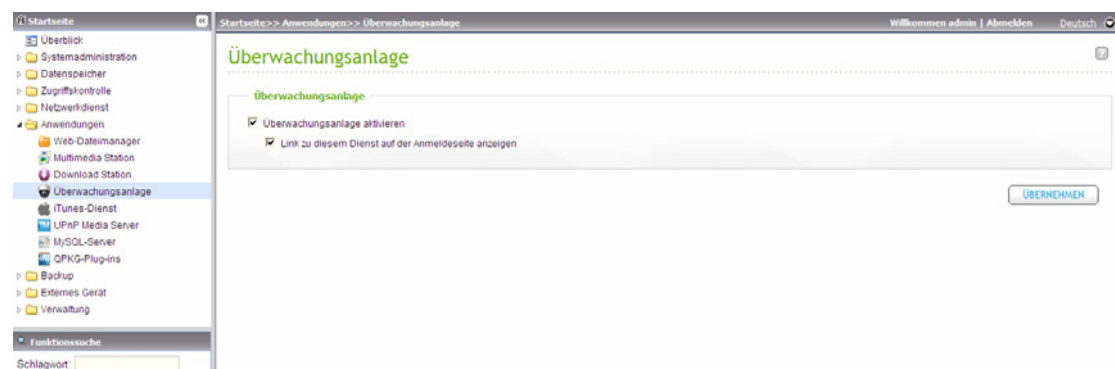 Startseite
Startseite>> Anwendungen>> Überwachungsanlage
Willkommen admin | Abmelden
Deutsch
Überblick
Systemadministration
Datenspeicher
Zugriffskontrolle
Netzwerkdienst
Anwendungen
Web-Dateimanager
Multimedia Station
Download Station
Überwachungsanlage
iTunes-Dienst
UPnP Media Server
MySQL-Server
QPKG-Plug-ins
Backup
Externes Gerät
Verwaltung
Funktionssuche
Schlagwort:
Überwachungsanlage
Überwachungsanlage
Überwachungsanlage aktivieren
Link zu diesem Dienst auf der Anmeldeseite anzeigen
ÜBERNEHMEN